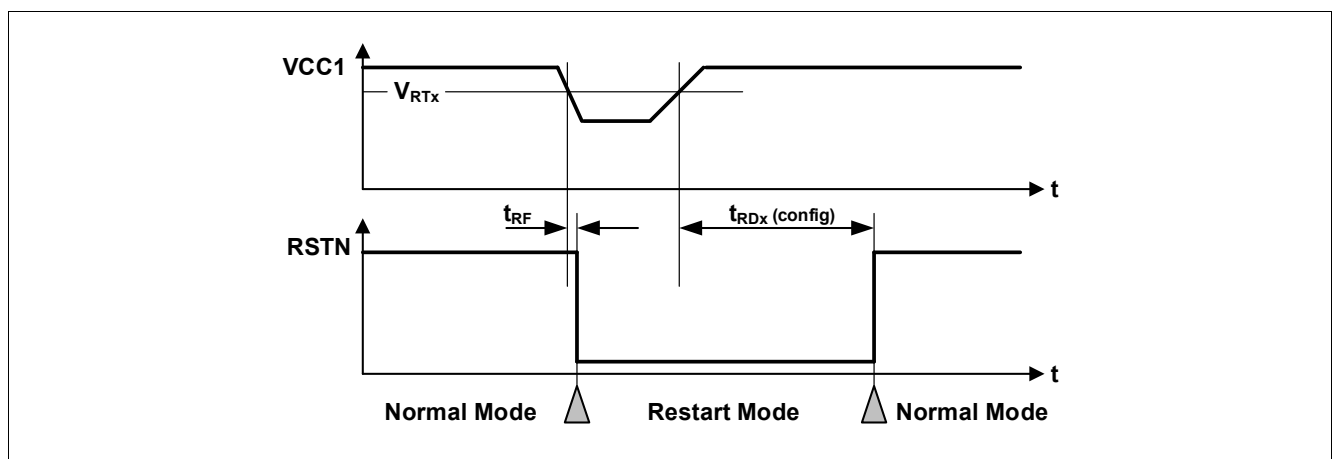 VCC1
VRTx
t
tRF
tRDx (config)
RSTN
t
Normal Mode
Restart Mode
Normal Mode